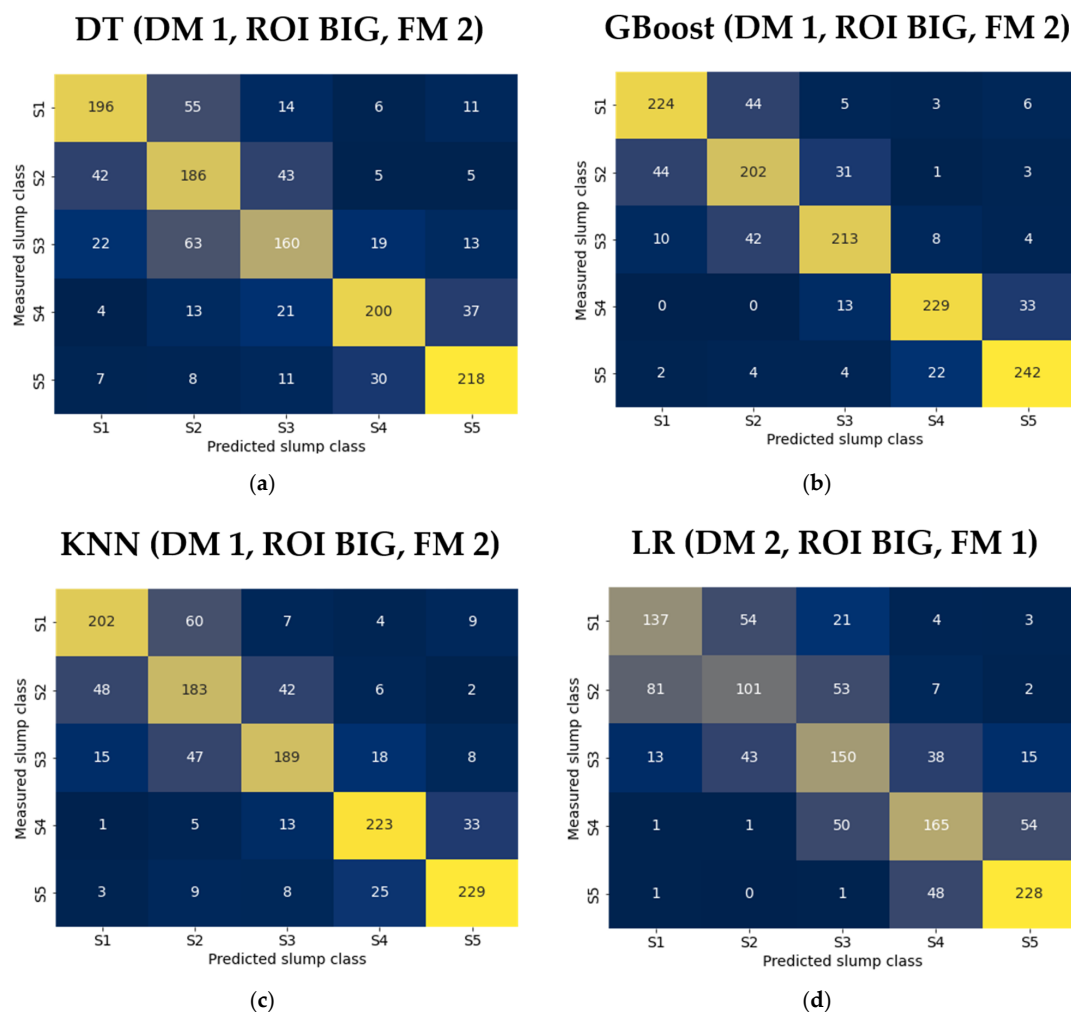 DT (DM 1, ROI BIG, FM 2)
Measured slump class
S1 196 55 14 6 11
S2 42 186 43 5 5
S3 22 63 160 19 13
S4 4 13 21 200 37
S5 7 8 11 30 218
S1 S2 S3 S4 S5
Predicted slump class
(a)
GBoost (DM 1, ROI BIG, FM 2)
Measured slump class
S1 224 44 5 3 6
S2 44 202 31 1 3
S3 10 42 213 8 4
S4 0 0 13 229 33
S5 2 4 4 22 242
S1 S2 S3 S4 S5
Predicted slump class
(b)
KNN (DM 1, ROI BIG, FM 2)
Measured slump class
S1 202 60 7 4 9
S2 48 183 42 6 2
S3 15 47 189 18 8
S4 1 5 13 223 33
S5 3 9 8 25 229
S1 S2 S3 S4 S5
Predicted slump class
(c)
LR (DM 2, ROI BIG, FM 1)
Measured slump class
S1 137 54 21 4 3
S2 81 101 53 7 2
S3 13 43 150 38 15
S4 1 1 50 165 54
S5 1 0 1 48 228
S1 S2 S3 S4 S5
Predicted slump class
(d)